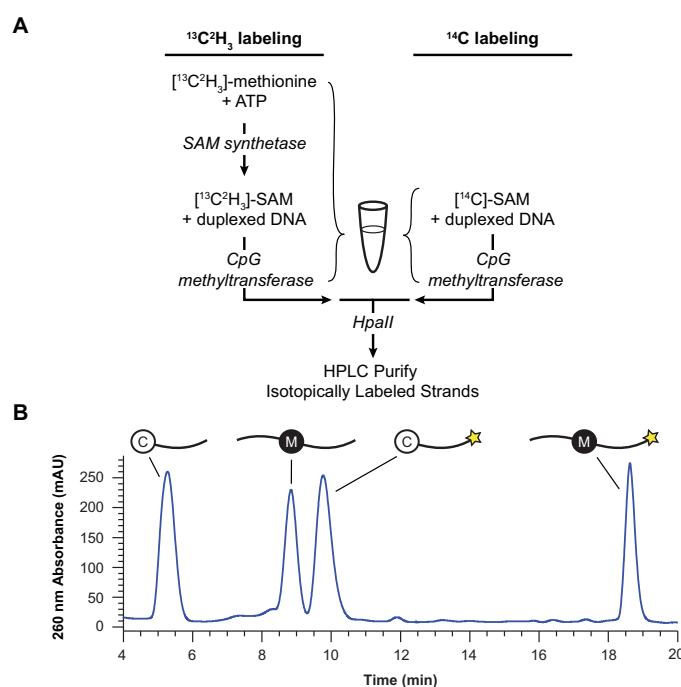 A
¹³C²H₃ labeling
¹⁴C labeling
[¹³C²H₃]-methionine
+ ATP
SAM synthetase
[¹³C²H₃]-SAM
+ duplexed DNA
CpG
methyltransferase
[¹⁴C]-SAM
+ duplexed DNA
CpG
methyltransferase
HpaII
HPLC Purify
Isotopically Labeled Strands
B
C
M
C
M
260 nm Absorbance (mAU)
250
200
150
100
50
0
4 6 8 10 12 14 16 18 20
Time (min)